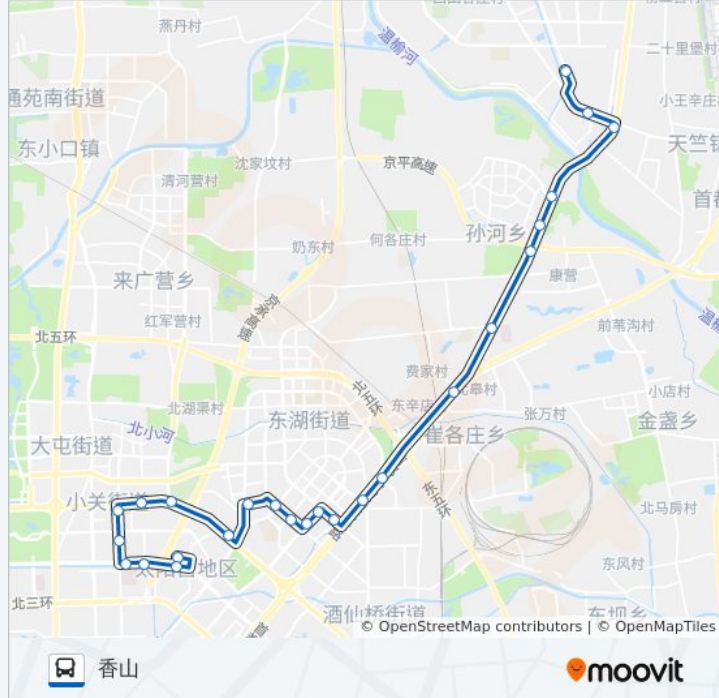 燕丹村
温榆河
二十里堡村
通苑南街道
小王辛庄村
东小口镇
沈家坟村
京平高速
天竺镇
清河营村
孙河乡
首都
何各庄村
奶东村
来广营乡
康营
京承高速
红军营村
前苇沟村
北五环
费家村
北五环
东辛店
北皋村
小店村
北湖渠村
东湖街道
张万村
金盏乡
北小河
崔各庄乡
大屯街道
东五环
小关街道
北马房村
东风村
太阳宫地区
北三环
酒仙桥街道
东坝乡
© OpenStreetMap contributors | © OpenMapTiles
香山
moovit